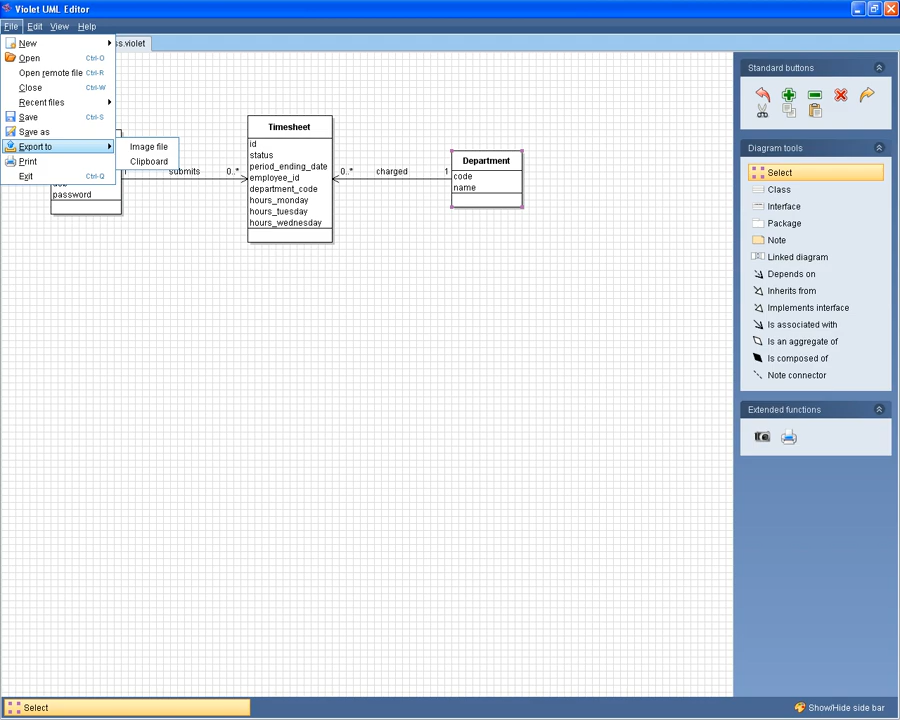 Violet UML Editor
File Edit View Help
ss.violet
New
Open Ctrl-O
Open remote file Ctrl-R
Close Ctrl-W
Recent files
Save Ctrl-S
Save as
Export to
Print
Exit Ctrl-Q
Image file
Clipboard
password
1 submits 0..*
Timesheet
id
status
period_ending_date
employee_id
department_code
hours_monday
hours_tuesday
hours_wednesday
0..* charged 1
Department
code
name
Standard buttons
Diagram tools
Select
Class
Interface
Package
Note
Linked diagram
Depends on
Inherits from
Implements interface
Is associated with
Is an aggregate of
Is composed of
Note connector
Extended functions
Select
Show/Hide side bar